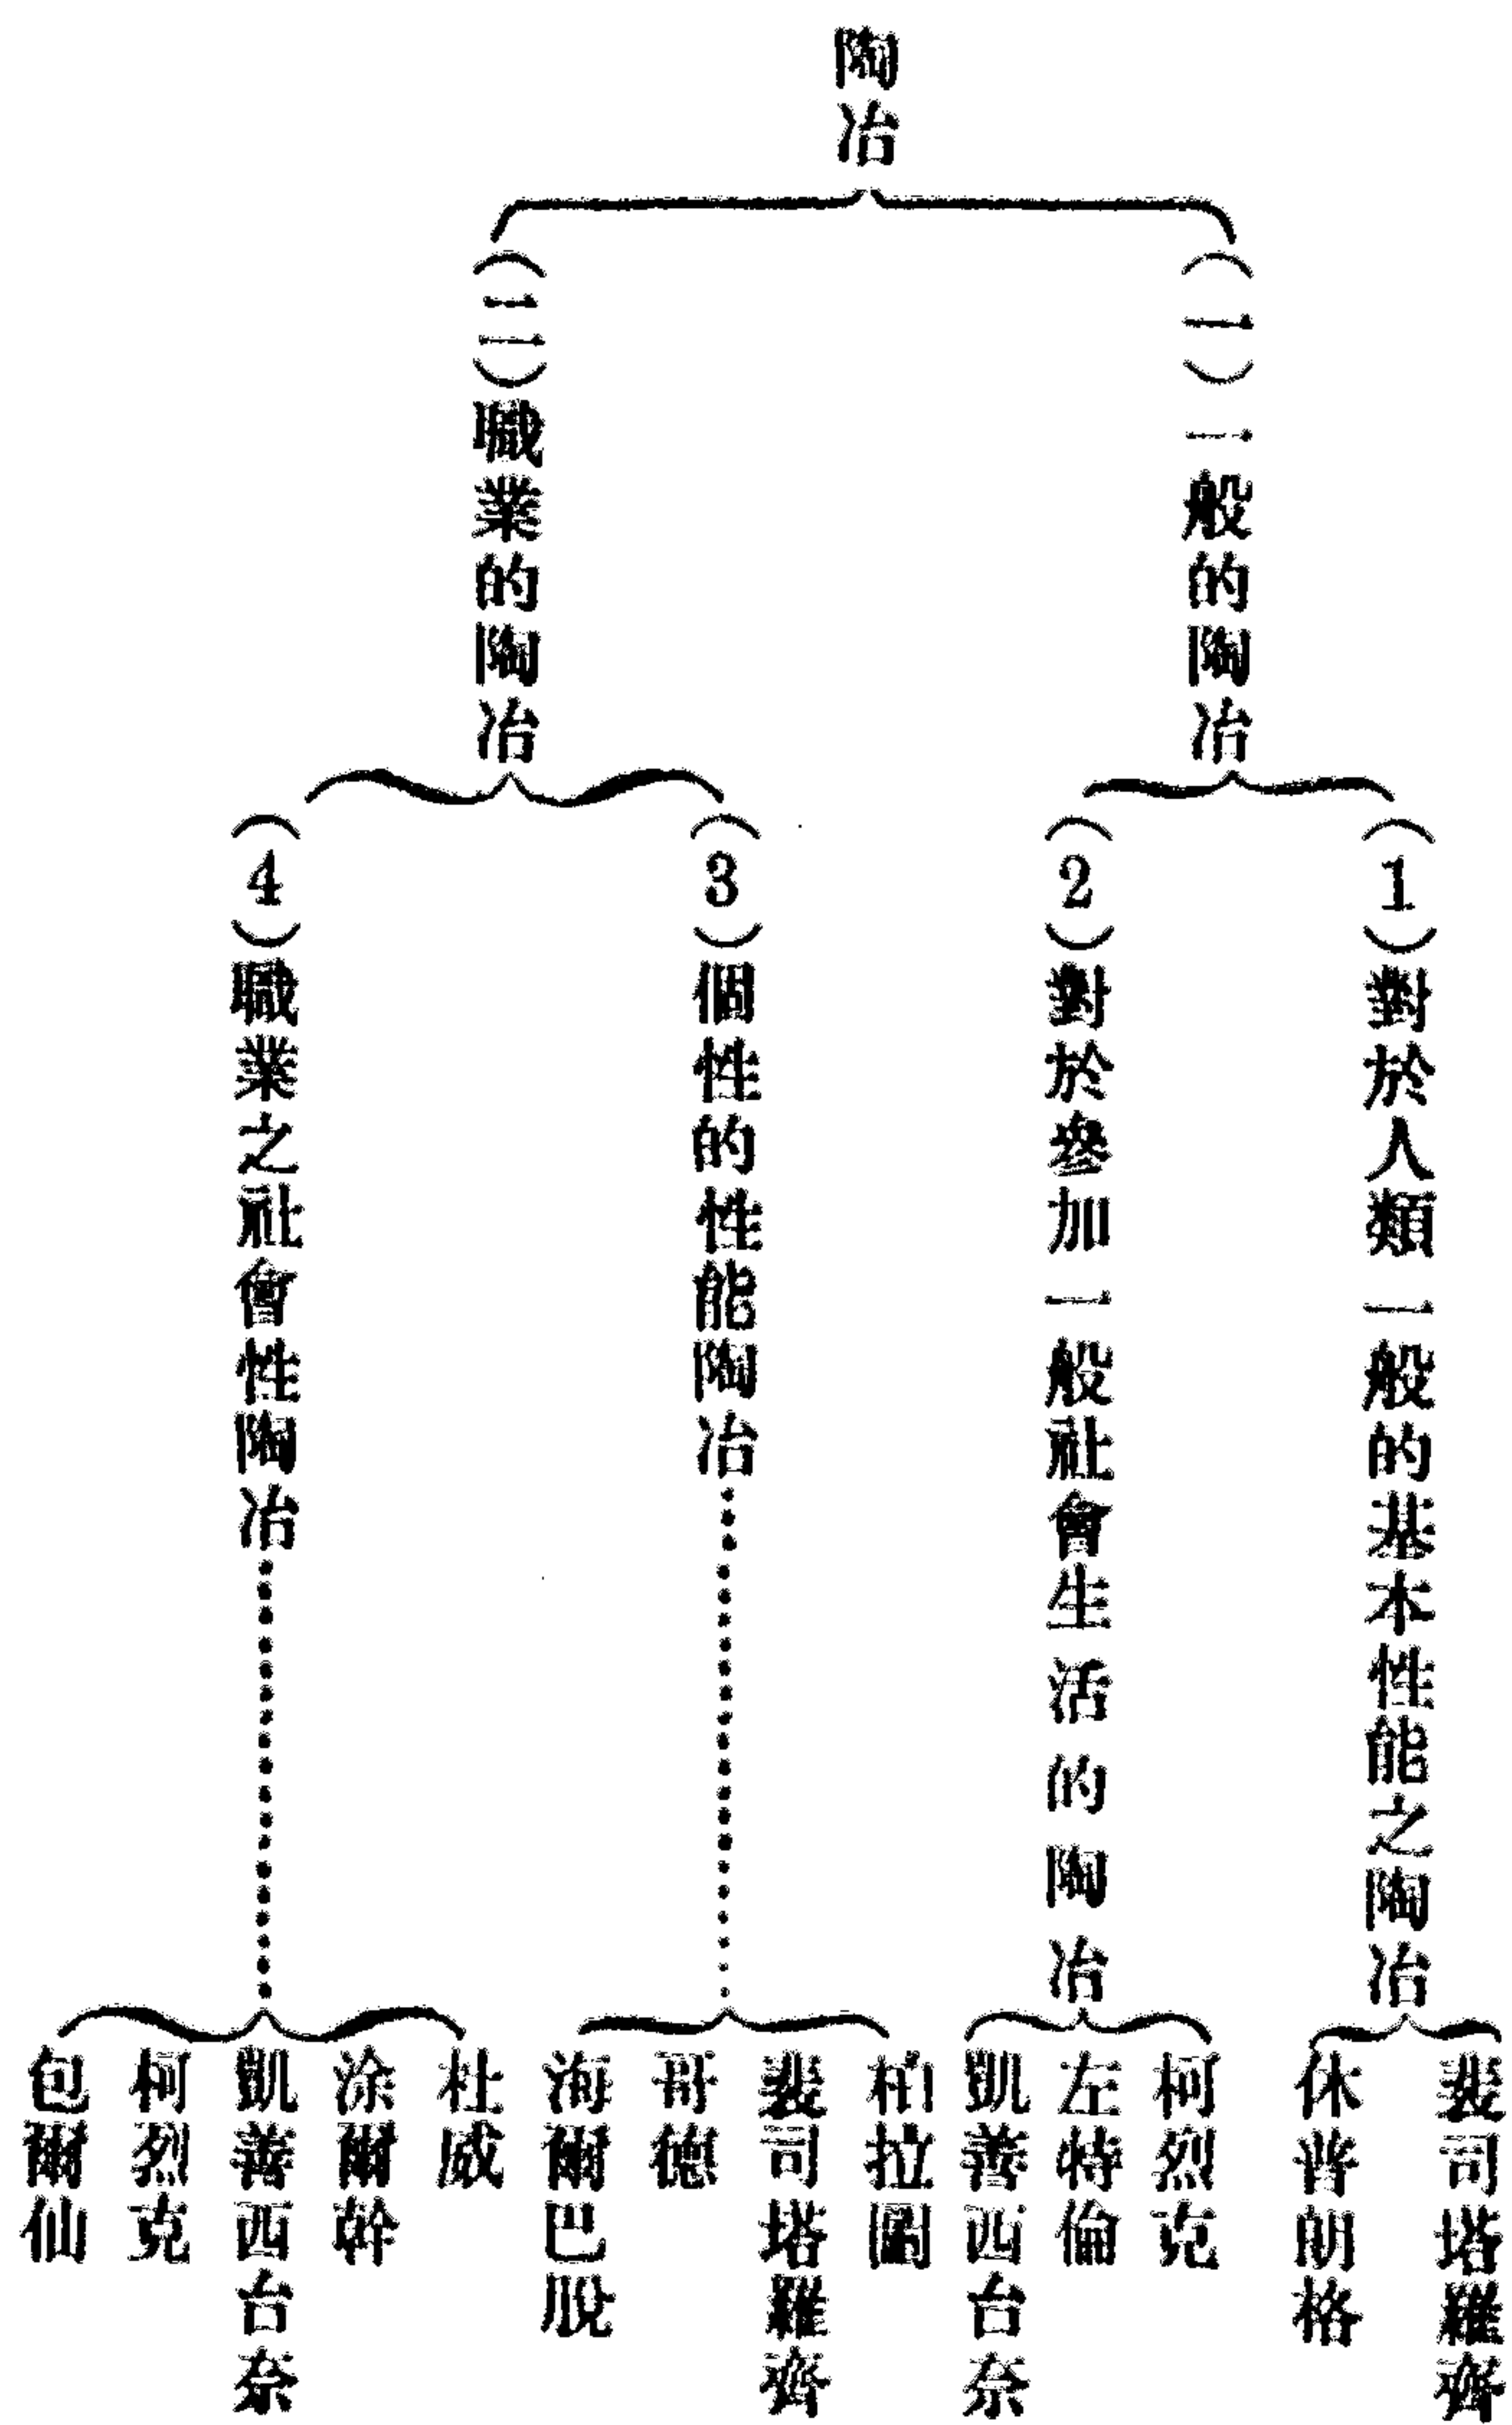 陶冶
(一)一般的陶冶
(二)職業的陶冶
(1)對於人類一般的基本性能之陶冶
(2)對於參加一般社會生活的陶冶
(3)個性的性能陶冶
(4)職業之社會性陶冶
裴司塔羅齊
休普朗格
柯烈克
左特倫
凱善西台奈
柏拉圖
裴司塔羅齊
哥德
海爾巴脫
杜威
涂爾幹
凱善西台奈
柯烈克
包爾仙